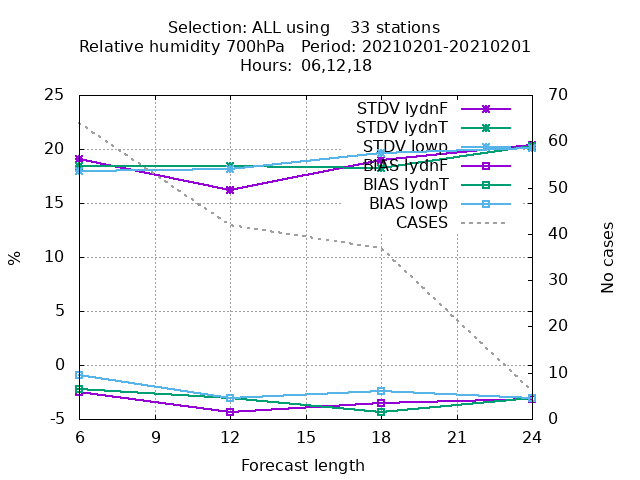 Selection: ALL using    33 stations
Relative humidity 700hPa   Period: 20210201-20210201
Hours:  06,12,18
25
20
15
10
5
0
-5
70
60
50
40
30
20
10
0
STDV lydnF
STDV lydnT
STDV lowp
BIAS lydnF
BIAS lydnT
BIAS lowp
CASES
%
No cases
6 9 12 15 18 21 24
Forecast length